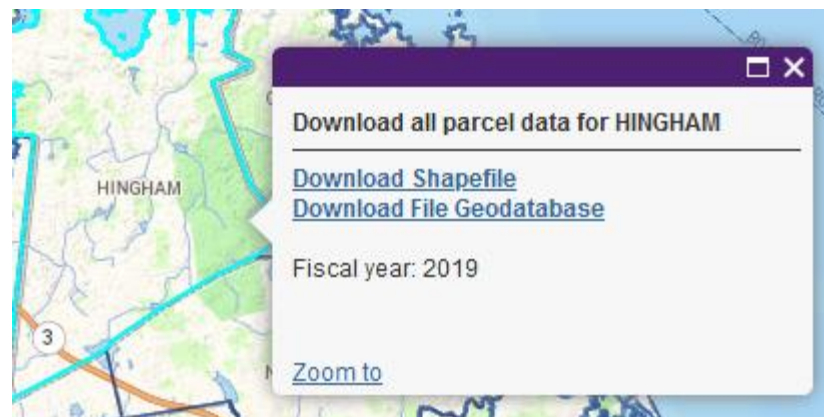 Download all parcel data for HINGHAM
Download Shapefile
Download File Geodatabase
Fiscal year: 2019
Zoom to
HINGHAM
3